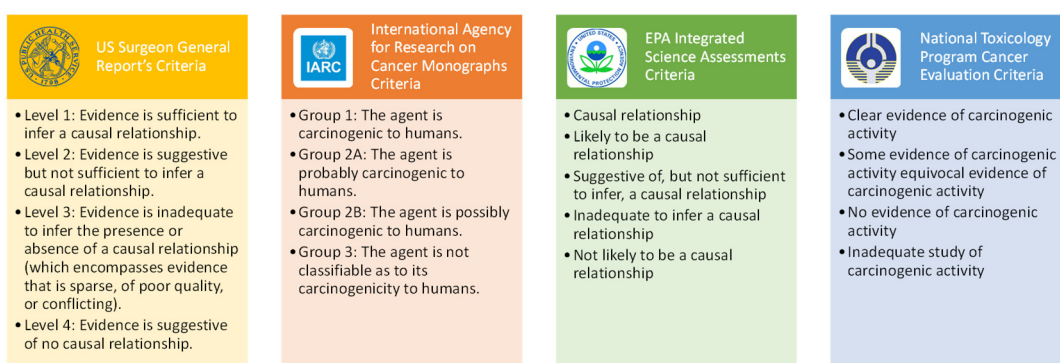 US Surgeon General
Report's Criteria
• Level 1: Evidence is sufficient to
infer a causal relationship.
• Level 2: Evidence is suggestive
but not sufficient to infer a
causal relationship.
• Level 3: Evidence is inadequate
to infer the presence or
absence of a causal relationship
(which encompasses evidence
that is sparse, of poor quality,
or conflicting).
• Level 4: Evidence is suggestive
of no causal relationship.
IARC
International Agency
for Research on
Cancer Monographs
Criteria
• Group 1: The agent is
carcinogenic to humans.
• Group 2A: The agent is
probably carcinogenic to
humans.
• Group 2B: The agent is possibly
carcinogenic to humans.
• Group 3: The agent is not
classifiable as to its
carcinogenicity to humans.
UNITED STATES
ENVIRONMENTAL PROTECTION AGENCY
EPA Integrated
Science Assessments
Criteria
• Causal relationship
• Likely to be a causal
relationship
• Suggestive of, but not sufficient
to infer, a causal relationship
• Inadequate to infer a causal
relationship
• Not likely to be a causal
relationship
National Toxicology
Program Cancer
Evaluation Criteria
• Clear evidence of carcinogenic
activity
• Some evidence of carcinogenic
activity equivocal evidence of
carcinogenic activity
• No evidence of carcinogenic
activity
• Inadequate study of
carcinogenic activity